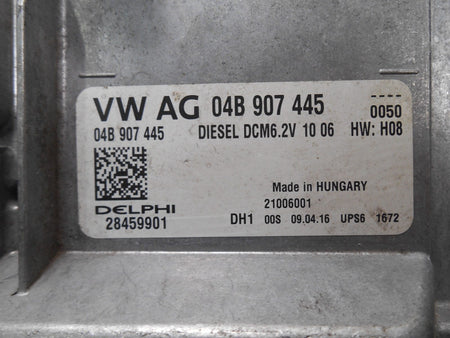 VW AG 04B 907 445 ---- 0050
04B 907 445 DIESEL DCM6.2V 10 06 HW: H08
Made in HUNGARY
21006001
DELPHI
28459901
DH1 00S 09.04.16 UPS6 1672